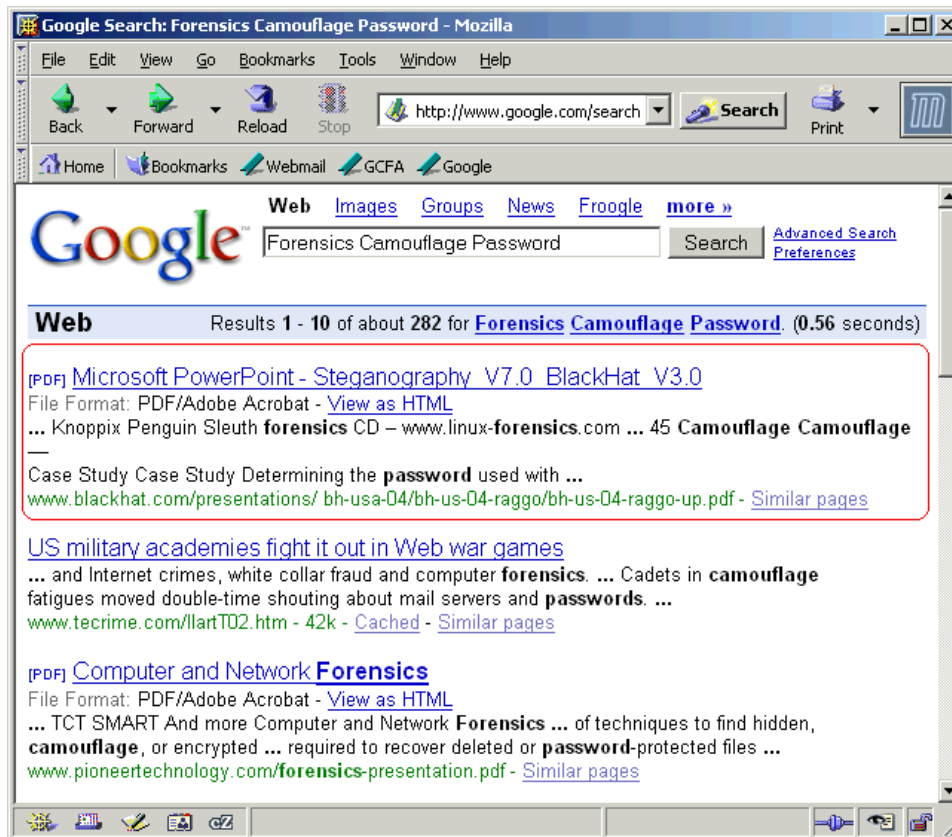 Google Search: Forensics Camouflage Password - Mozilla
File Edit View Go Bookmarks Tools Window Help
Back Forward Reload Stop http://www.google.com/search Search Print
Home Bookmarks Webmail GCFA Google
Web Images Groups News Froogle more »
Google™ Forensics Camouflage Password Search Advanced Search
Preferences
Web Results 1 - 10 of about 282 for Forensics Camouflage Password. (0.56 seconds)
[PDF] Microsoft PowerPoint - Steganography_V7.0_BlackHat_V3.0
File Format: PDF/Adobe Acrobat - View as HTML
... Knoppix Penguin Sleuth forensics CD – www.linux-forensics.com ... 45 Camouflage Camouflage
—
Case Study Case Study Determining the password used with ...
www.blackhat.com/presentations/ bh-usa-04/bh-us-04-raggo/bh-us-04-raggo-up.pdf - Similar pages
US military academies fight it out in Web war games
... and Internet crimes, white collar fraud and computer forensics. ... Cadets in camouflage
fatigues moved double-time shouting about mail servers and passwords. ...
www.tecrime.com/llartT02.htm - 42k - Cached - Similar pages
[PDF] Computer and Network Forensics
File Format: PDF/Adobe Acrobat - View as HTML
... TCT SMART And more Computer and Network Forensics ... of techniques to find hidden,
camouflage, or encrypted ... required to recover deleted or password-protected files ...
www.pioneertechnology.com/forensics-presentation.pdf - Similar pages